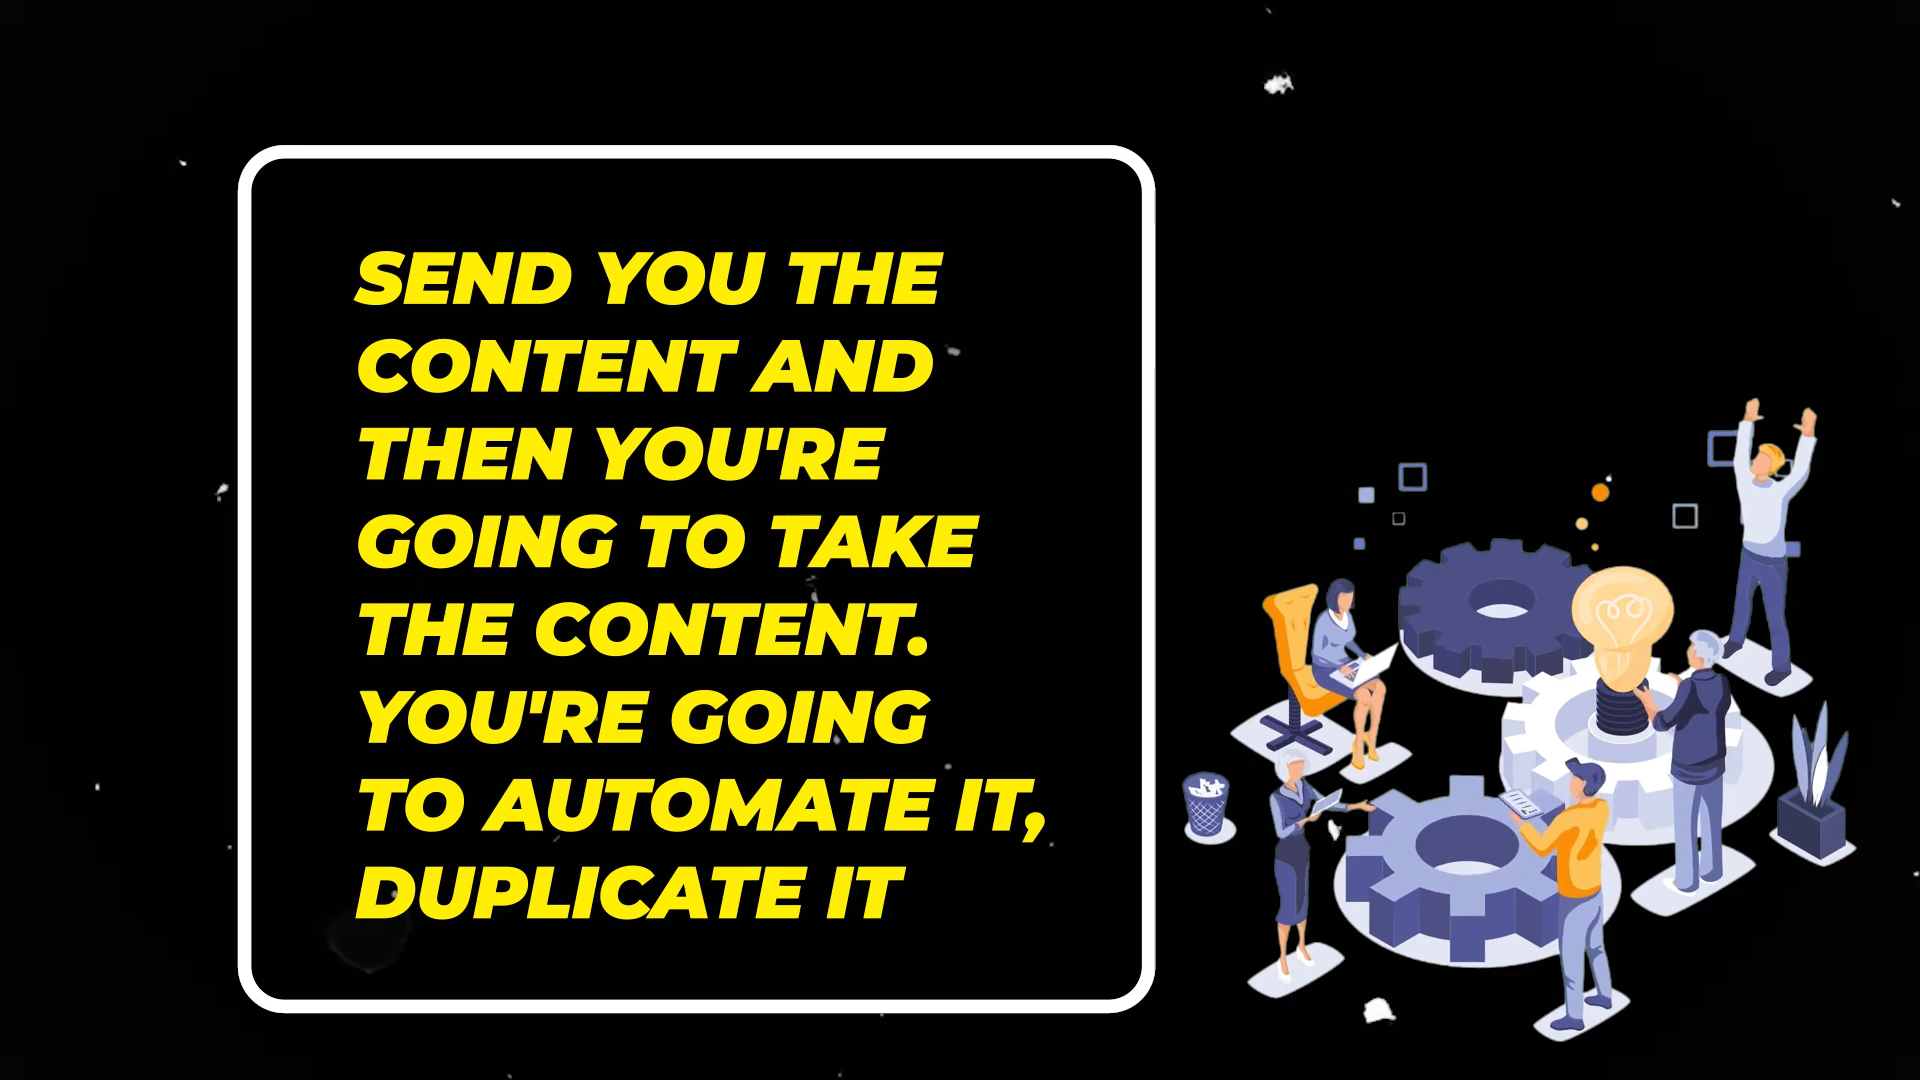 SEND YOU THE
CONTENT AND
THEN YOU'RE
GOING TO TAKE
THE CONTENT.
YOU'RE GOING
TO AUTOMATE IT,
DUPLICATE IT